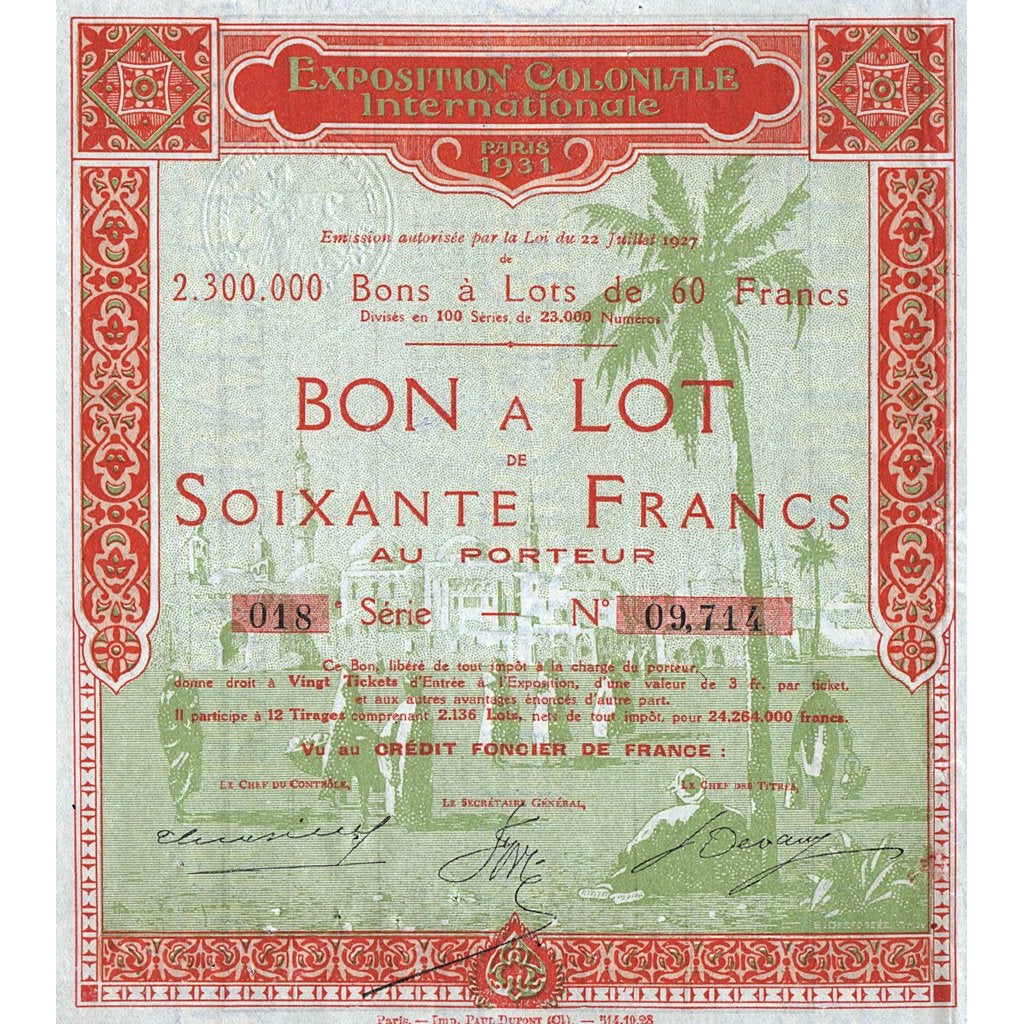 EXPOSITION COLONIALE
Internationale
PARIS
1931
Emission autorisée par la Loi du 22 Juillet 1927
de
2.300.000 Bons à Lots de 60 Francs
Divisés en 100 Séries, de 23.000 Numéros
BON A LOT
DE
SOIXANTE FRANCS
AU PORTEUR
018e Série — N° 09,714
Ce Bon, libéré de tout impôt à la charge du porteur,
donne droit à Vingt Tickets d'Entrée à l'Exposition, d'une valeur de 3 fr. par ticket,
et aux autres avantages énoncés d'autre part.
Il participe à 12 Tirages comprenant 2.136 Lots, nets de tout impôt, pour 24.264.000 francs.
Vu au CRÉDIT FONCIER DE FRANCE :
LE CHEF DU CONTRÔLE,
LE SECRÉTAIRE GÉNÉRAL,
LE CHEF DES TITRES,
Paris. — Imp. PAUL DUPONT (Cl). — 514.10.28